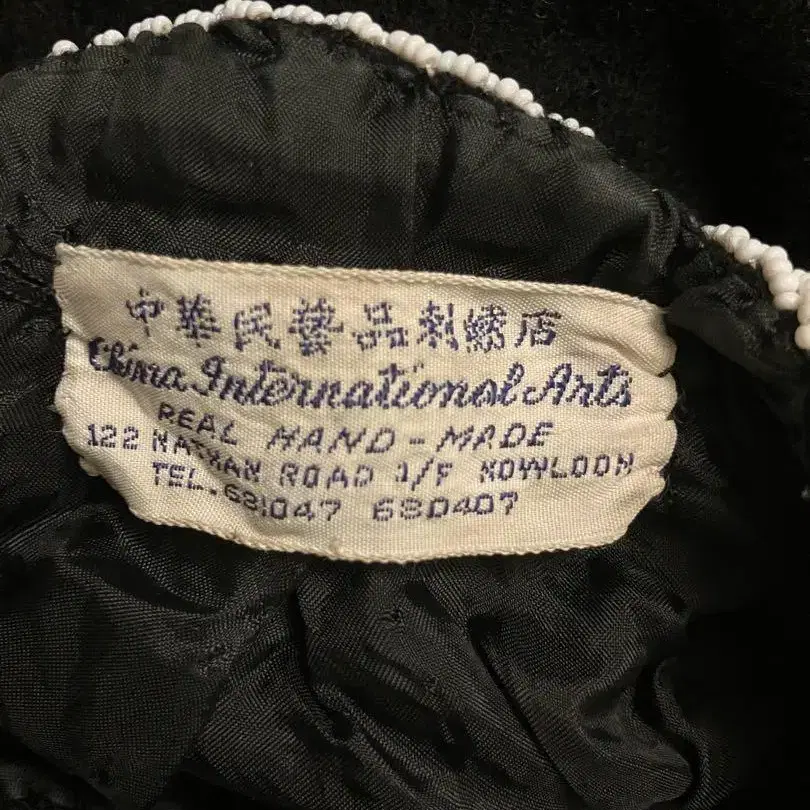 中華民藝品刺繡店
China International Arts
REAL HAND-MADE
122 NATHAN ROAD 1/F KOWLOON
TEL. 681047 680407